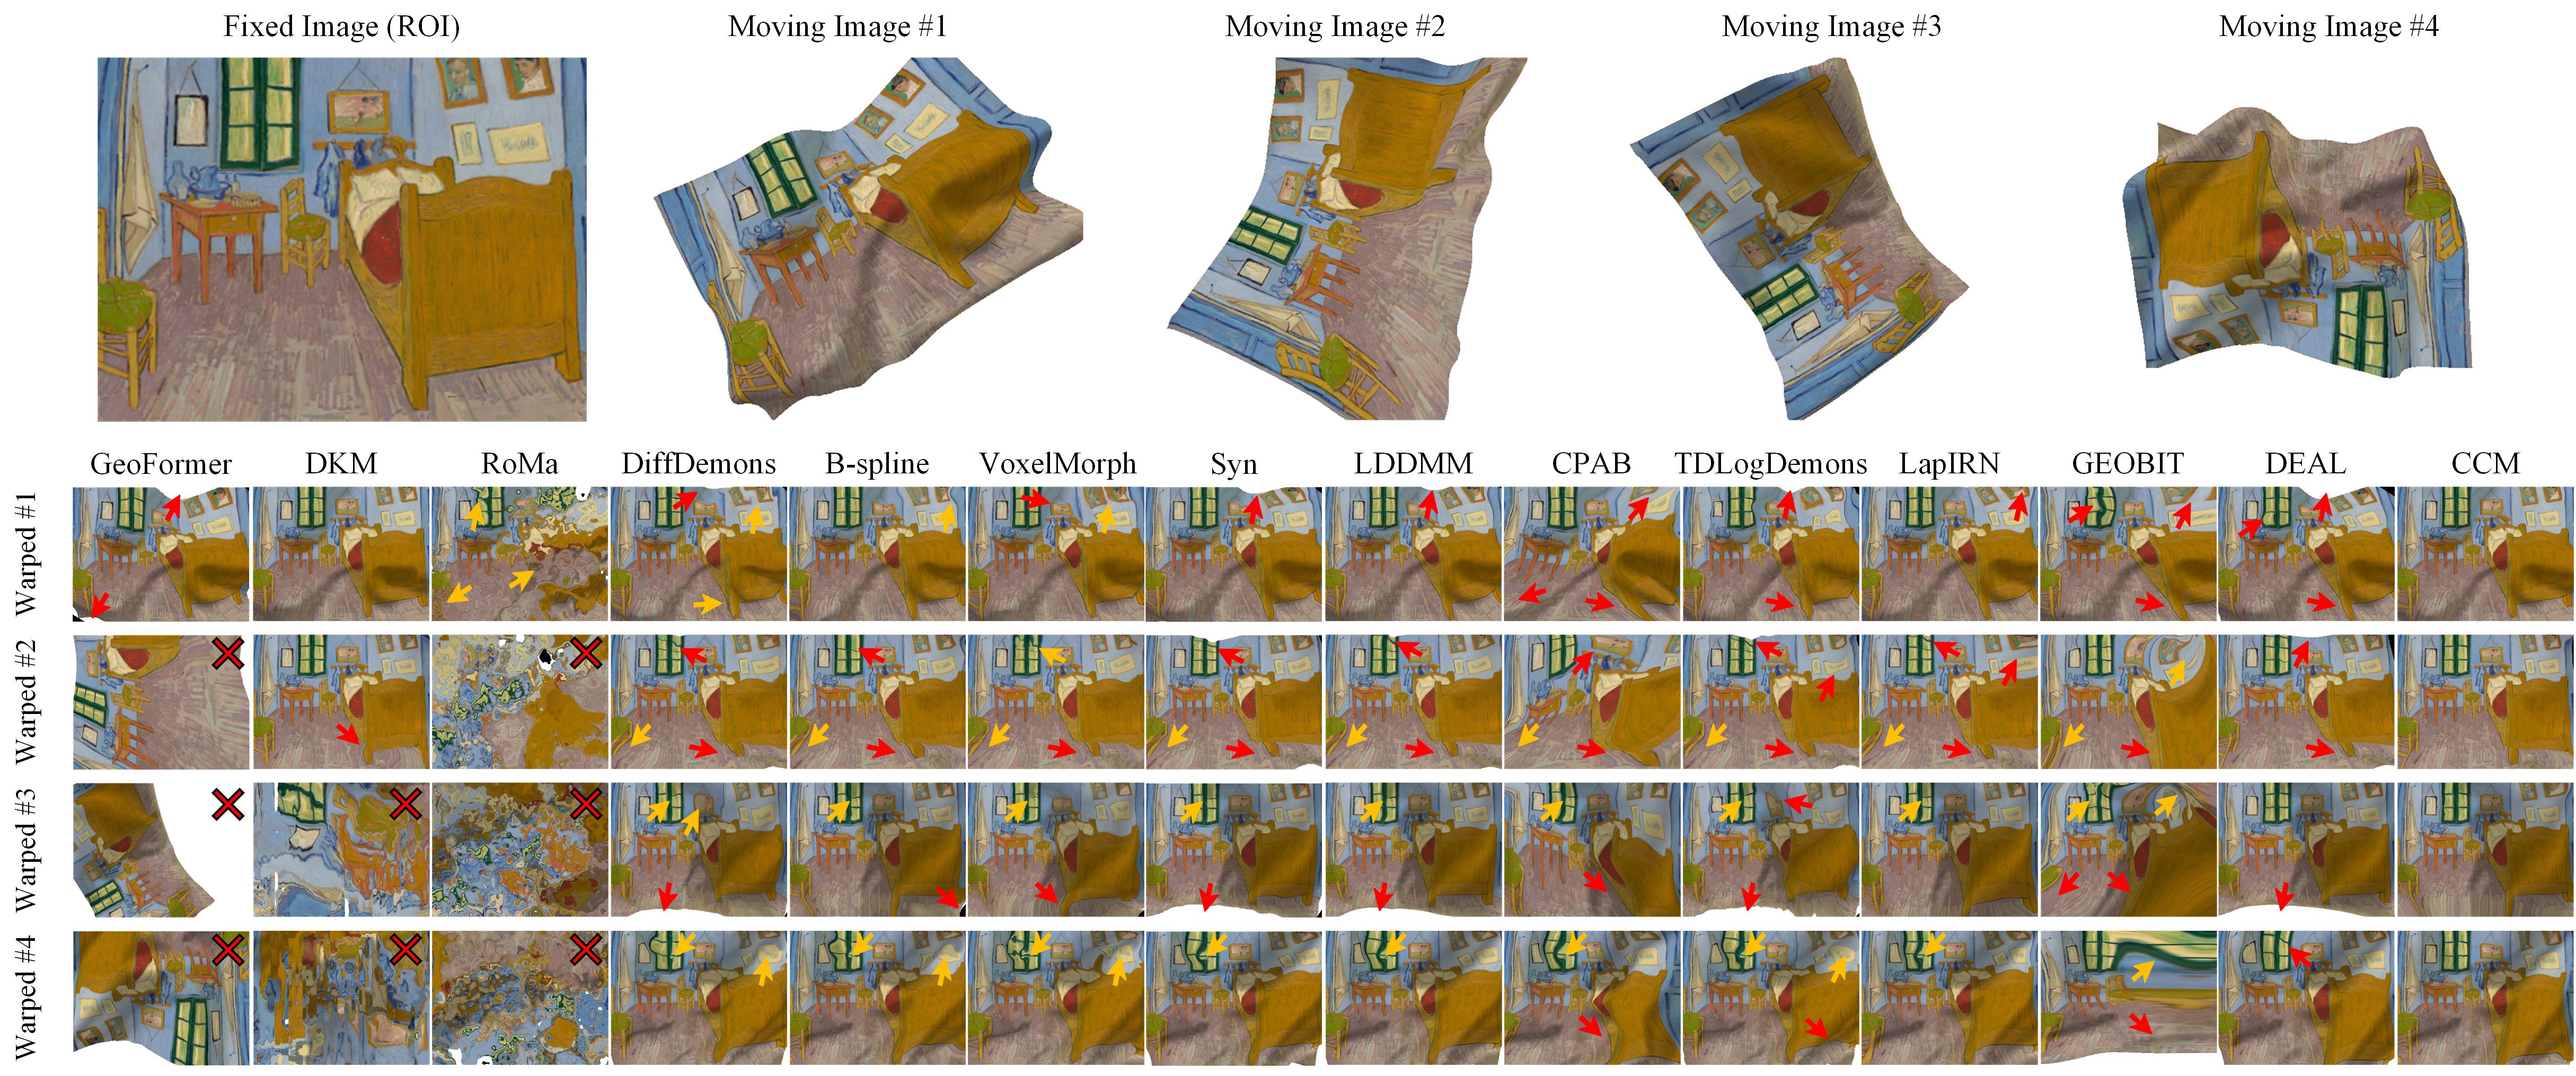 Fixed Image (ROI)
Moving Image #1
Moving Image #2
Moving Image #3
Moving Image #4
GeoFormer
DKM
RoMa
DiffDemons
B-spline
VoxelMorph
Syn
LDDMM
CPAB
TDLogDemons
LapIRN
GEOBIT
DEAL
CCM
Warped #1
Warped #2
Warped #3
Warped #4